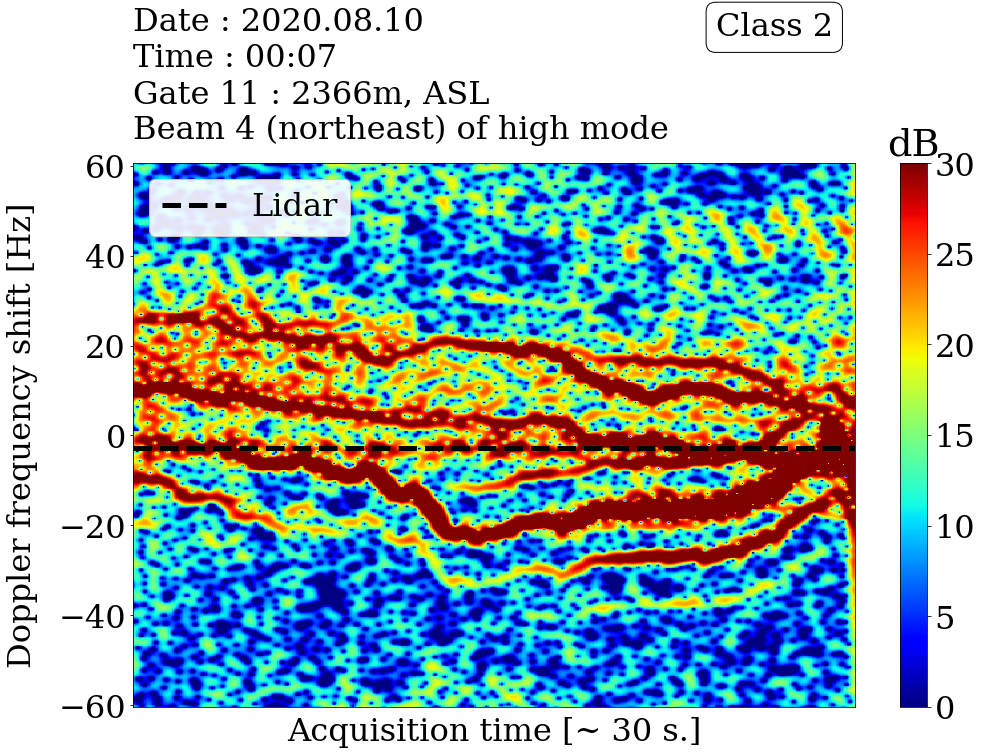 Date : 2020.08.10
Time : 00:07
Gate 11 : 2366m, ASL
Beam 4 (northeast) of high mode
Class 2
dB
Lidar
60
40
20
0
−20
−40
−60
Doppler frequency shift [Hz]
Acquisition time [~ 30 s.]
30
25
20
15
10
5
0